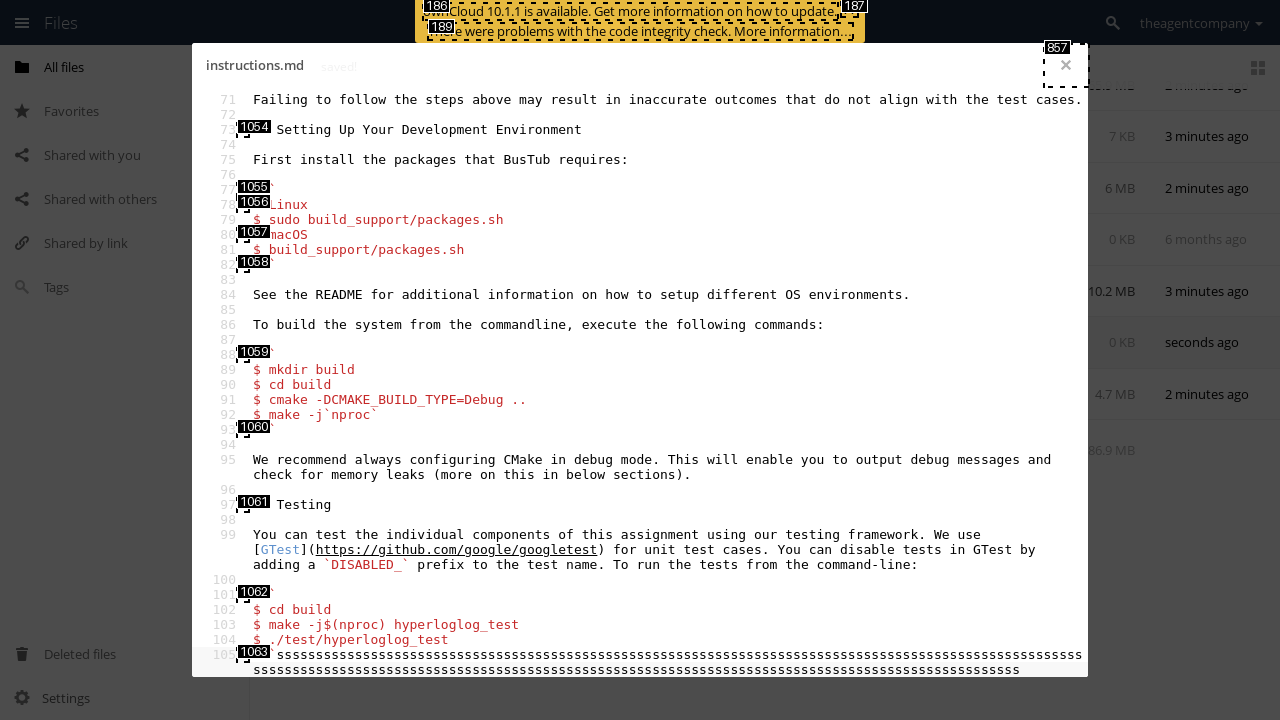 Files
186
Cloud 10.1.1 is available. Get more information on how to update.
187
189
e were problems with the code integrity check. More information…
theagentcompany
All files
Favorites
Shared with you
Shared with others
Shared by link
Tags
Deleted files
Settings
instructions.md
saved!
857
×
71 Failing to follow the steps above may result in inaccurate outcomes that do not align with the test cases.
72
73 1054 Setting Up Your Development Environment
74
75 First install the packages that BusTub requires:
76
77 1055 `
78 1056 Linux
79 $ sudo build_support/packages.sh
80 1057 macOS
81 $ build_support/packages.sh
82 1058 `
83
84 See the README for additional information on how to setup different OS environments.
85
86 To build the system from the commandline, execute the following commands:
87
88 1059 `
89 $ mkdir build
90 $ cd build
91 $ cmake -DCMAKE_BUILD_TYPE=Debug ..
92 $ make -j`nproc`
93 1060 `
94
95 We recommend always configuring CMake in debug mode. This will enable you to output debug messages and
check for memory leaks (more on this in below sections).
96
97 1061 Testing
98
99 You can test the individual components of this assignment using our testing framework. We use
[GTest](https://github.com/google/googletest) for unit test cases. You can disable tests in GTest by
adding a `DISABLED_` prefix to the test name. To run the tests from the command-line:
100
101 1062 `
102 $ cd build
103 $ make -j$(nproc) hyperloglog_test
104 $ ./test/hyperloglog_test
105 1063 `sssssssssssssssssssssssssssssssssssssssssssssssssssssssssssssssssssssssssssssssssssssssssssssssssssssss
ssssssssssssssssssssssssssssssssssssssssssssssssssssssssssssssssssssssssssssssssssssssssssssssssss
7 KB 3 minutes ago
6 MB 2 minutes ago
0 KB 6 months ago
10.2 MB 3 minutes ago
0 KB seconds ago
4.7 MB 2 minutes ago
86.9 MB